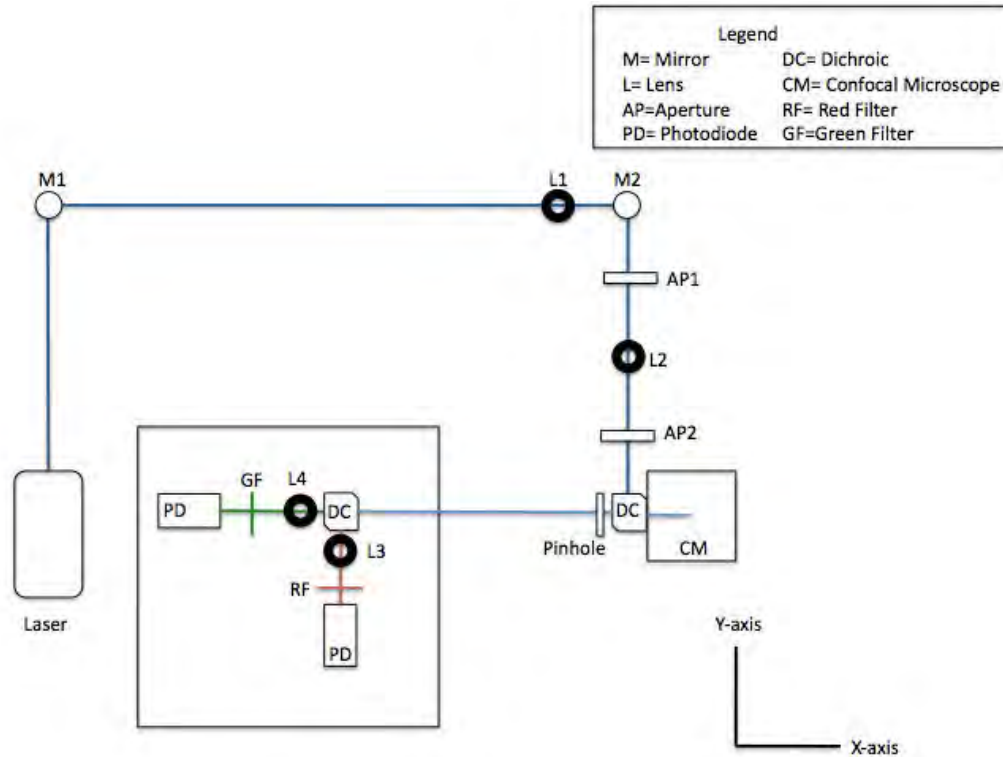 Legend
M= Mirror DC= Dichroic
L= Lens CM= Confocal Microscope
AP=Aperture RF= Red Filter
PD= Photodiode GF=Green Filter
M1
L1
M2
AP1
L2
AP2
GF
L4
PD
DC
DC
L3
Pinhole
CM
RF
PD
Laser
Y-axis
X-axis